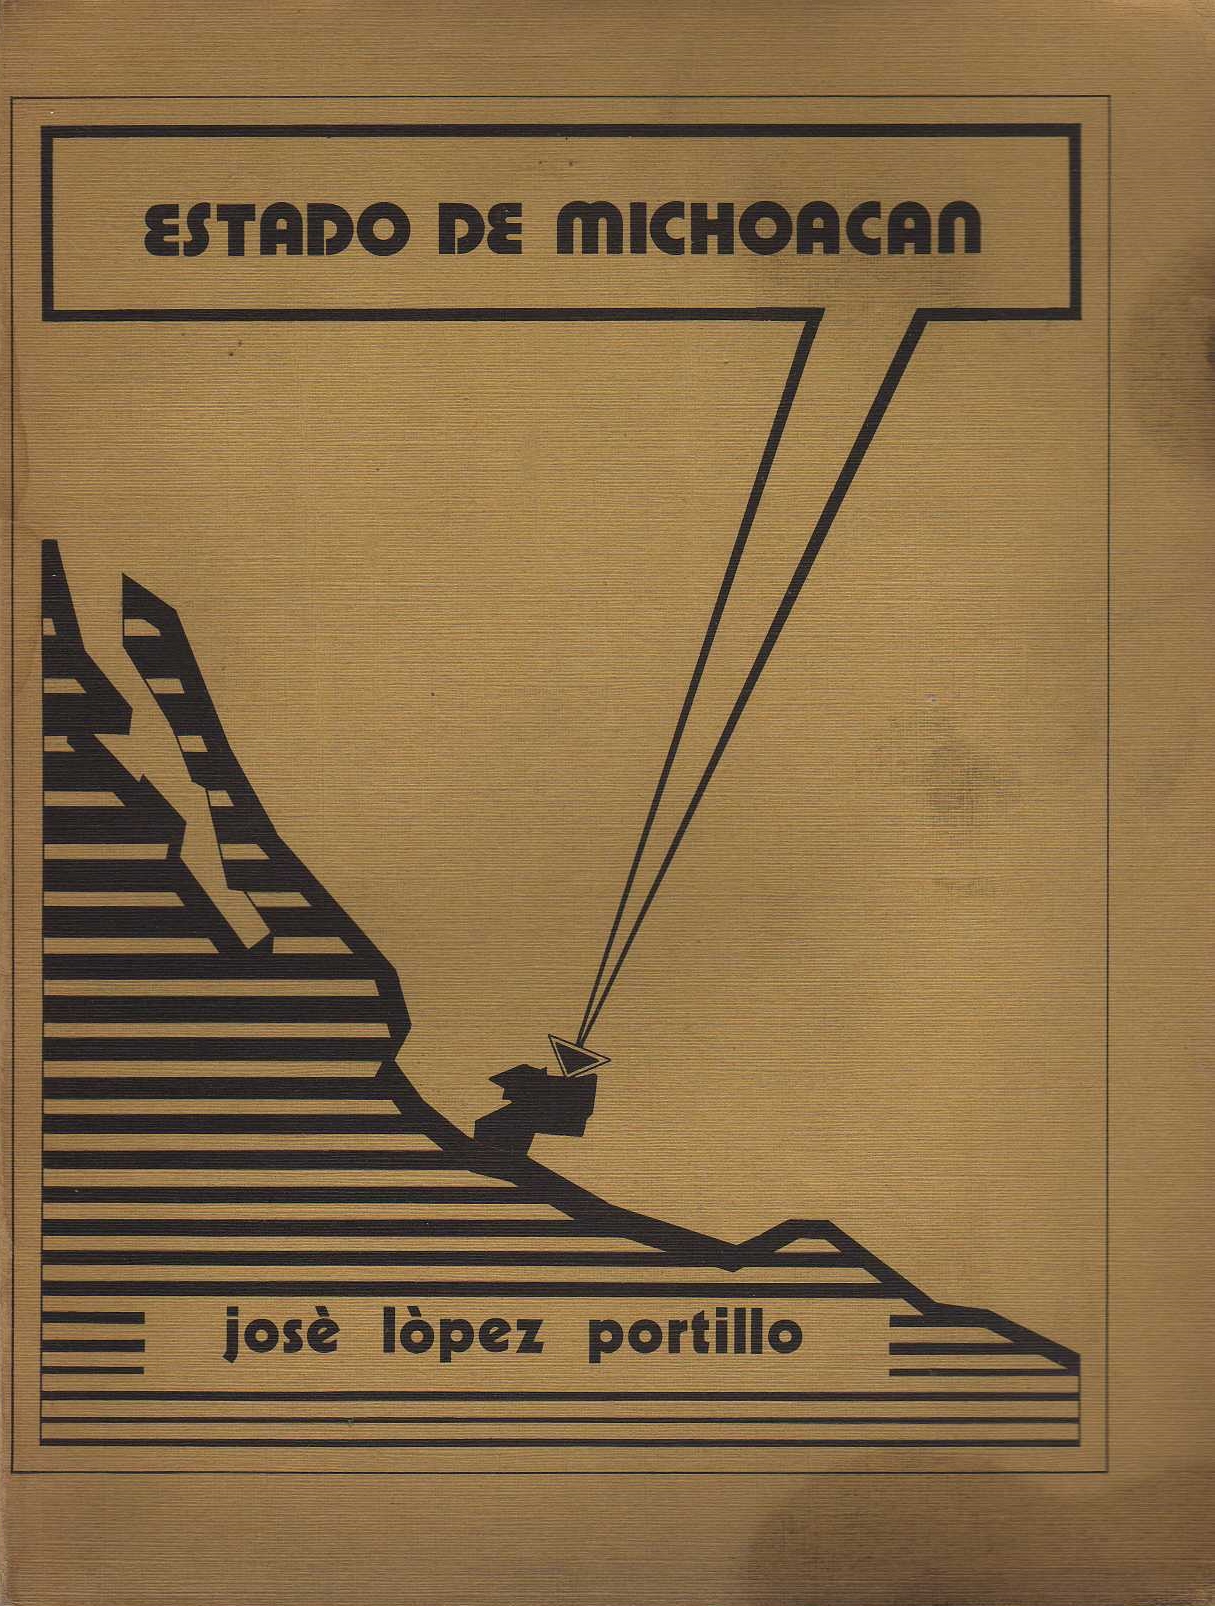 ESTADO DE MICHOACAN
josè lòpez portillo